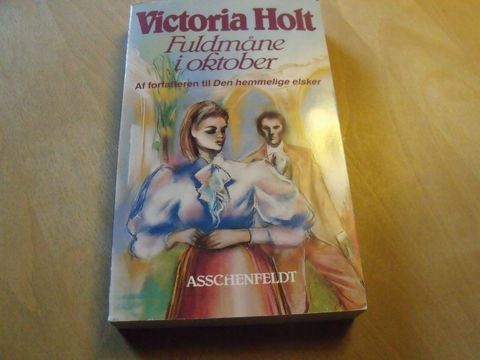 Victoria Holt
Fuldmåne
i oktober
Af forfatteren til Den hemmelige elsker
ASSCHENFELDT